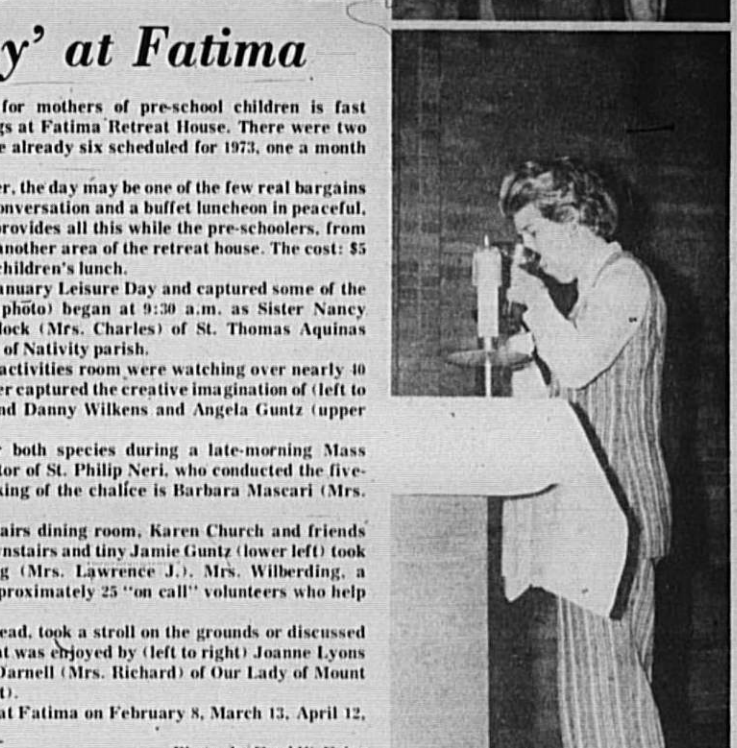 y' at Fatima
for mothers of pre-school children is fast
gs at Fatima Retreat House. There were two
e already six scheduled for 1973, one a month
er, the day may be one of the few real bargains
onversation and a buffet luncheon in peaceful,
provides all this while the pre-schoolers, from
another area of the retreat house. The cost: $5
children's lunch.
anuary Leisure Day and captured some of the
photo) began at 9:30 a.m. as Sister Nancy
lock (Mrs. Charles) of St. Thomas Aquinas
of Nativity parish.
activities room were watching over nearly 40
er captured the creative imagination of (left to
nd Danny Wilkens and Angela Guntz (upper
both species during a late-morning Mass
tor of St. Philip Neri, who conducted the five-
king of the chalice is Barbara Mascari (Mrs.
airs dining room, Karen Church and friends
nstairs and tiny Jamie Guntz (lower left) took
g (Mrs. Lawrence J.). Mrs. Wilberding, a
proximately 25 "on call" volunteers who help
ead, took a stroll on the grounds or discussed
at was enjoyed by (left to right) Joanne Lyons
Darnell (Mrs. Richard) of Our Lady of Mount
t).
at Fatima on February 8, March 13, April 12,